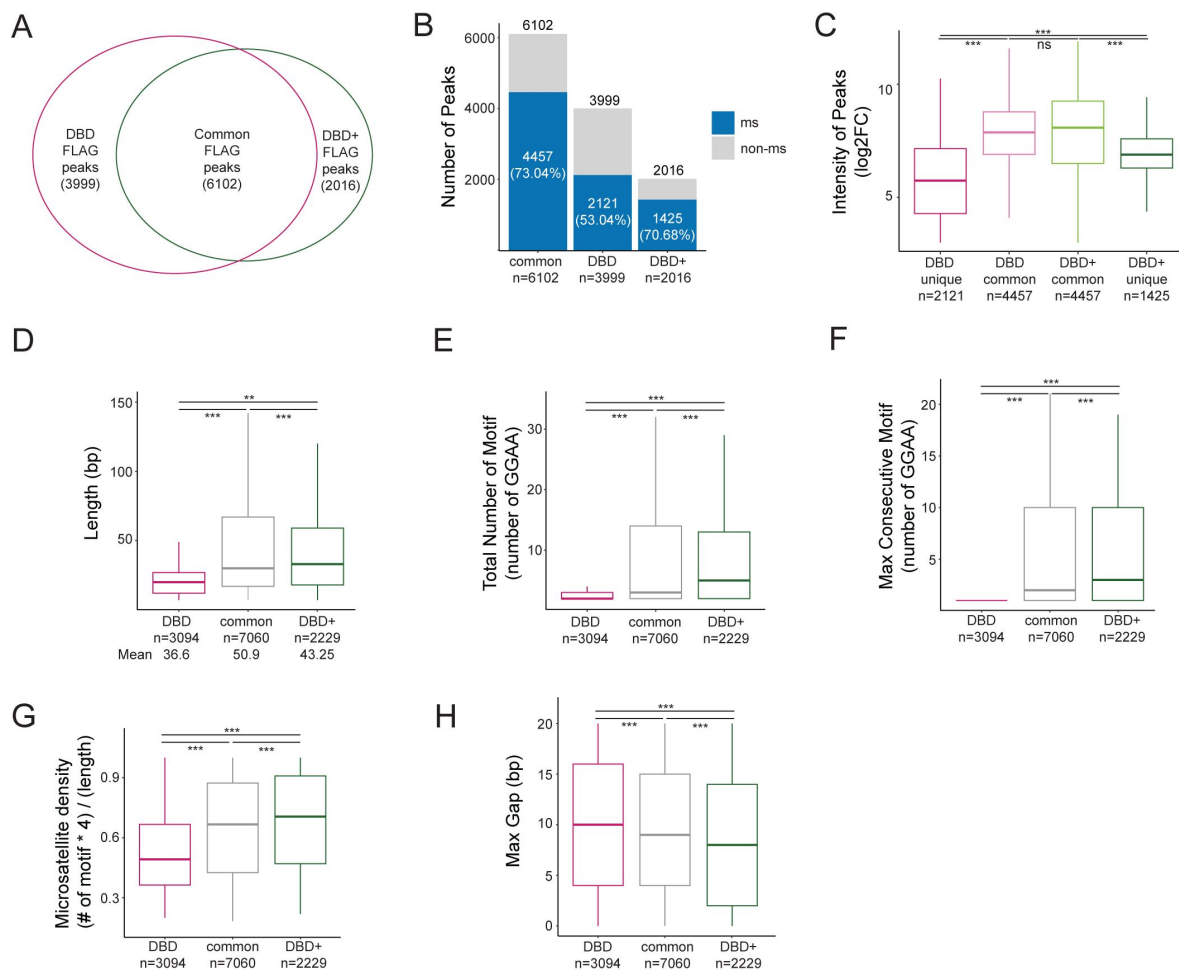 A
DBD
FLAG
peaks
(3999)
Common
FLAG
peaks
(6102)
DBD+
FLAG
peaks
(2016)
B
Number of Peaks
6000
4000
2000
6102
3999
2016
4457
(73.04%)
2121
(53.04%)
1425
(70.68%)
ms
non-ms
common
n=6102
DBD
n=3999
DBD+
n=2016
C
Intensity of Peaks
(log2FC)
10
5
***
***
ns
***
DBD
unique
n=2121
DBD
common
n=4457
DBD+
common
n=4457
DBD+
unique
n=1425
D
Length (bp)
150
100
50
**
***
***
DBD
n=3094
common
n=7060
DBD+
n=2229
Mean 36.6 50.9 43.25
E
Total Number of Motif
(number of GGAA)
30
20
10
***
***
***
DBD
n=3094
common
n=7060
DBD+
n=2229
F
Max Consecutive Motif
(number of GGAA)
20
15
10
5
***
***
***
DBD
n=3094
common
n=7060
DBD+
n=2229
G
Microsatellite density
(# of motif * 4) / (length)
0.9
0.6
0.3
***
***
***
DBD
n=3094
common
n=7060
DBD+
n=2229
H
Max Gap (bp)
20
15
10
5
0
***
***
***
DBD
n=3094
common
n=7060
DBD+
n=2229